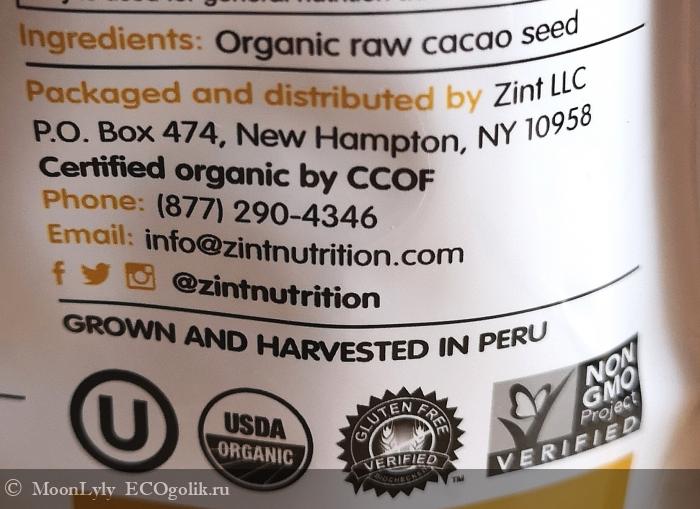 Ingredients: Organic raw cacao seed
Packaged and distributed by Zint LLC
P.O. Box 474, New Hampton, NY 10958
Certified organic by CCOF
Phone: (877) 290-4346
Email: info@zintnutrition.com
@zintnutrition
GROWN AND HARVESTED IN PERU
U
USDA
ORGANIC
GLUTEN FREE
VERIFIED
TM
NON
GMO
Project
VERIFIED
© MoonLyly ECOgolik.ru